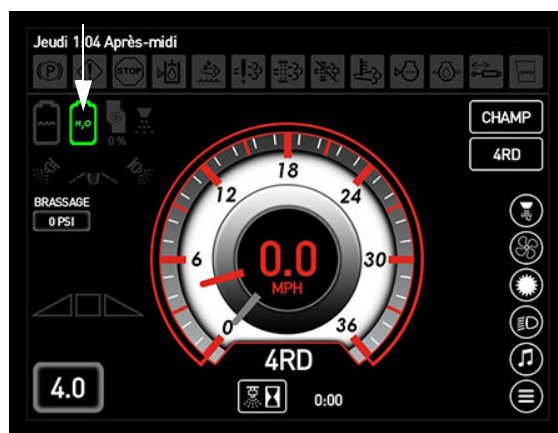 Jeudi 1:04 Après-midi
(P)
STOP
H₂O
0 %
CHAMP
4RD
BRASSAGE
0 PSI
0
6
12
18
24
30
36
0.0
MPH
4RD
4.0
0:00